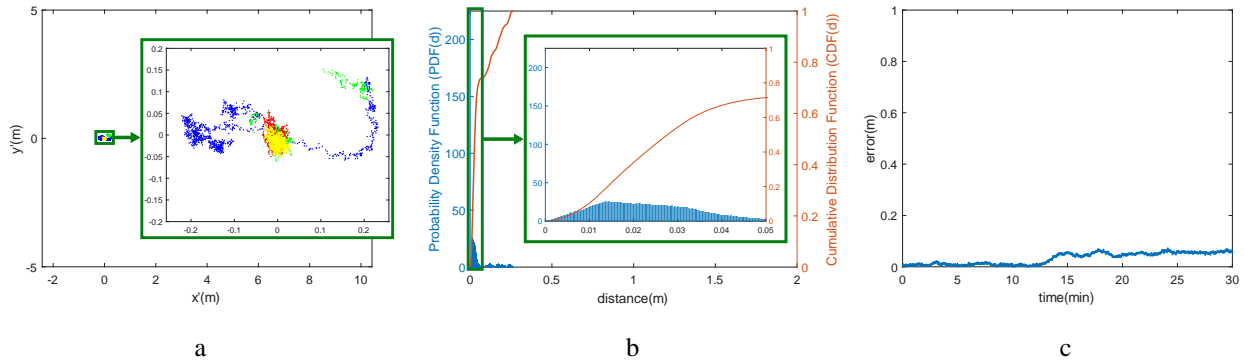 5
0
-5
y'(m)
-2 0 2 4 6 8 10
x'(m)
0.2
0.15
0.1
0.05
0
-0.05
-0.1
-0.15
-0.2
-0.2 -0.1 0 0.1 0.2
a
Probability Density Function (PDF(d))
200
150
100
50
0
0 0.5 1 1.5 2
distance(m)
1
0.8
0.6
0.4
0.2
0
Cumulative Distribution Function (CDF(d))
200
150
100
50
0
0 0.01 0.02 0.03 0.04 0.05
1
0.8
0.6
0.4
0.2
0
b
error(m)
1
0.8
0.6
0.4
0.2
0
0 5 10 15 20 25 30
time(min)
c